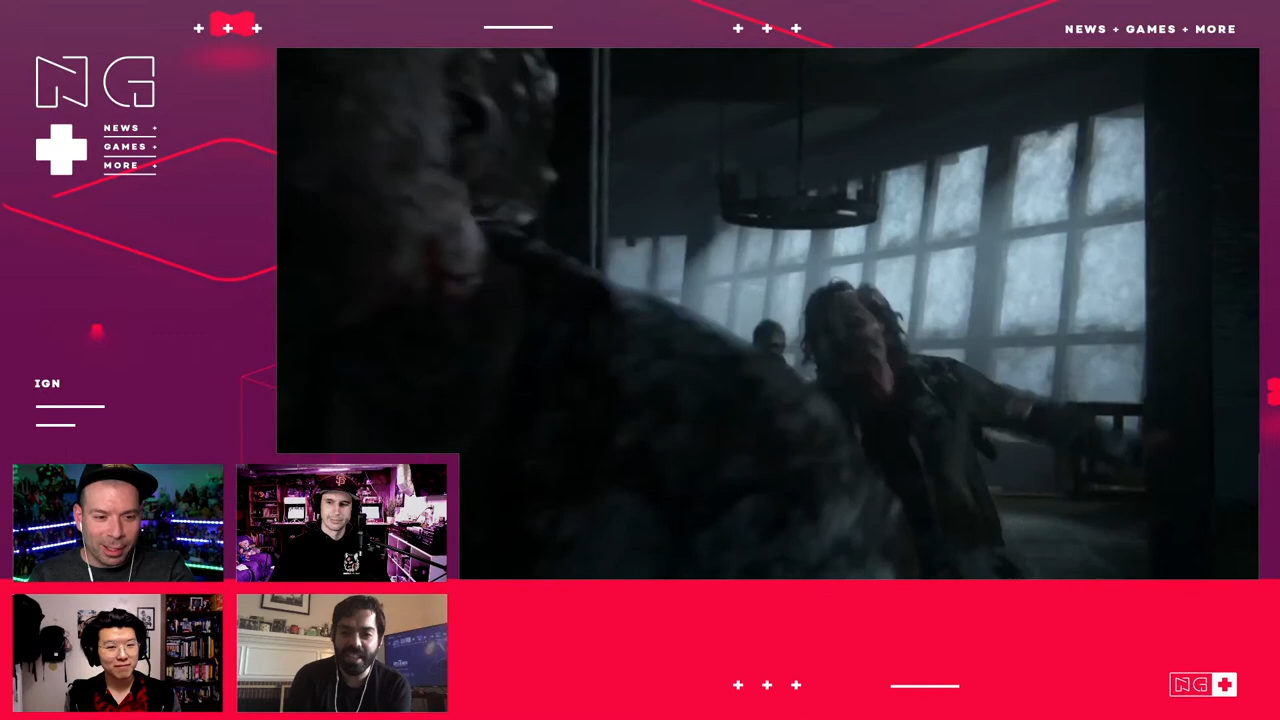 NEWS + GAMES + MORE
NG
NEWS +
GAMES +
MORE +
IGN
NG+